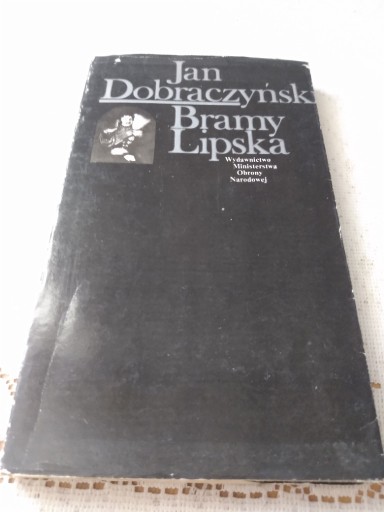 Jan
Dobraczyński
Bramy
Lipska
Wydawnictwo
Ministerstwa
Obrony
Narodowej